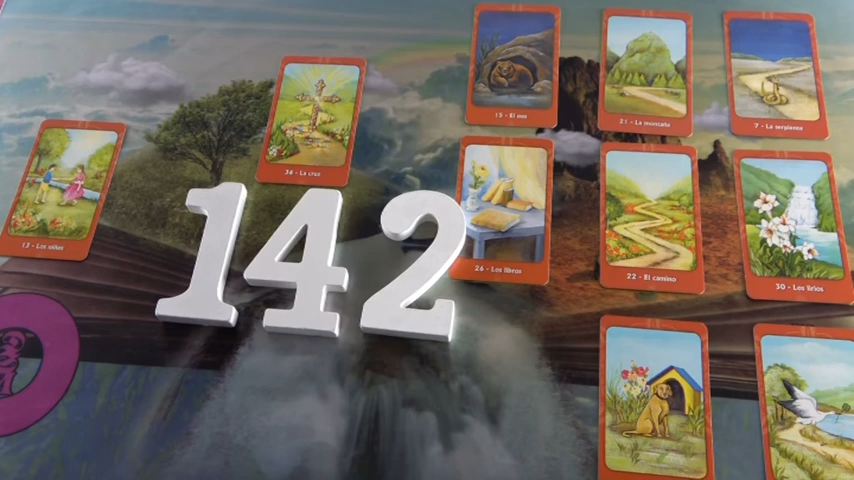 15 - El oso
21 - La montaña
7 - La serpiente
36 - La cruz
13 - Los niños
142
26 - Los libros
22 - El camino
30 - Los lirios